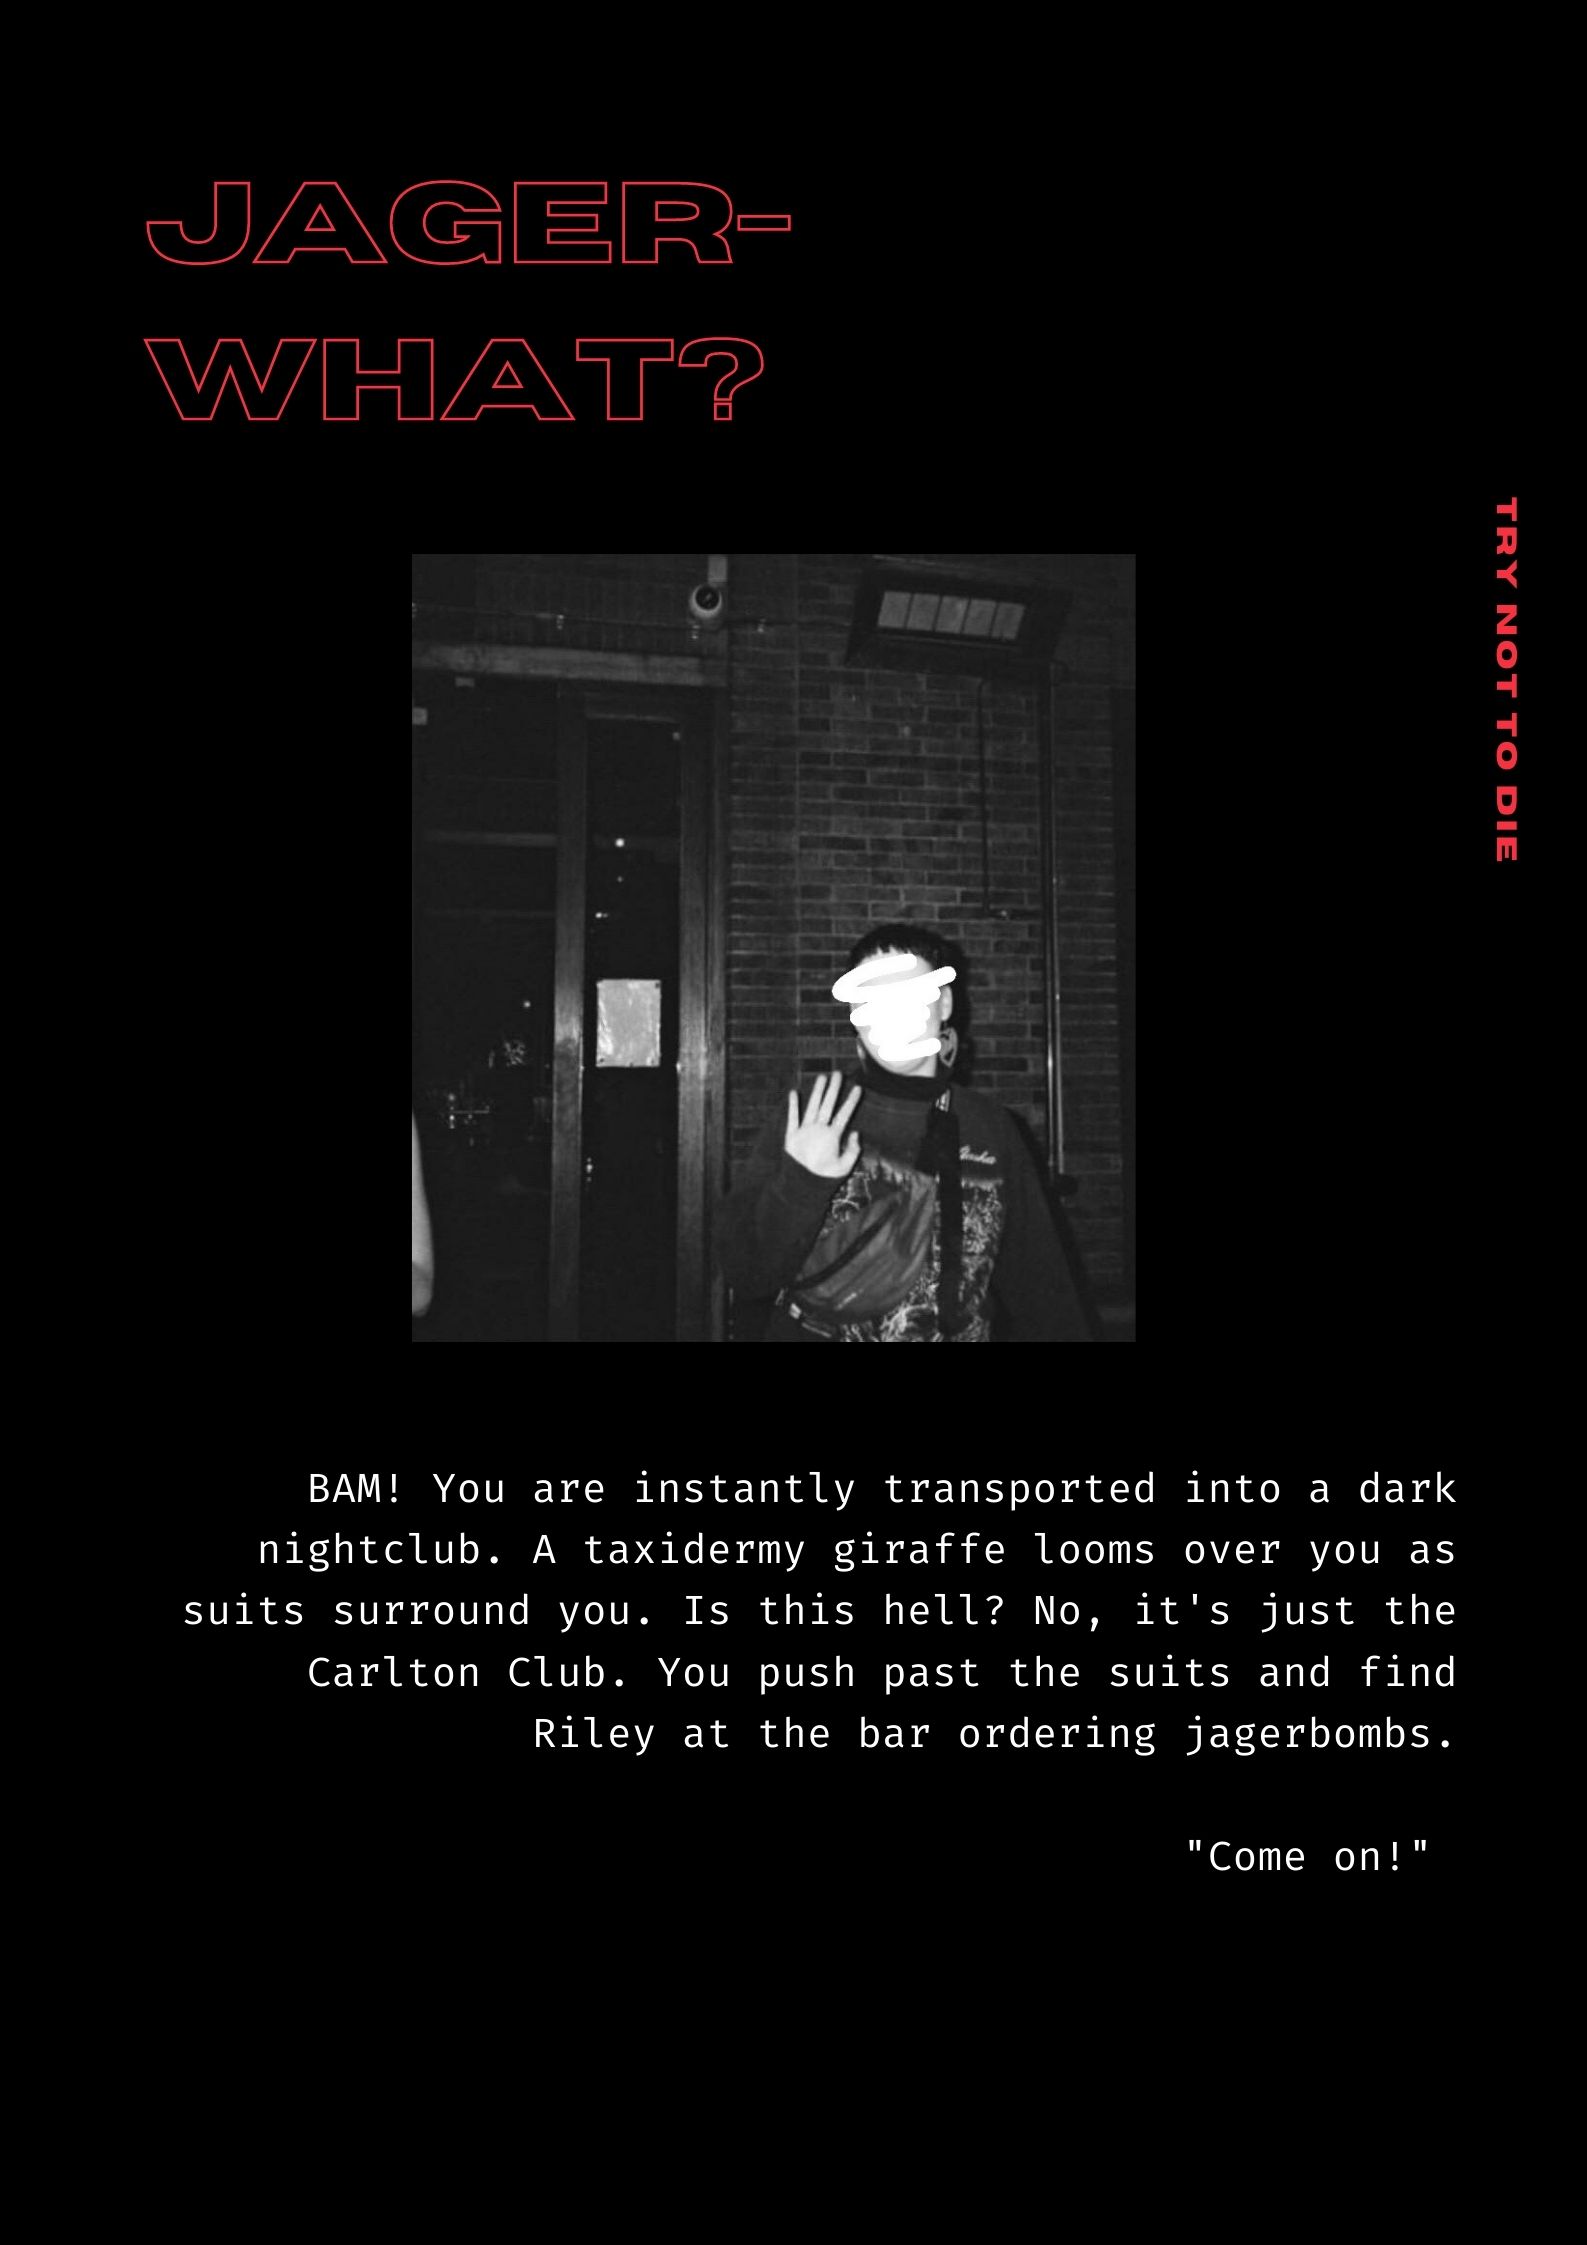 JAGER-
WHAT?
TRY NOT TO DIE
BAM! You are instantly transported into a dark
nightclub. A taxidermy giraffe looms over you as
suits surround you. Is this hell? No, it's just the
Carlton Club. You push past the suits and find
Riley at the bar ordering jagerbombs.
"Come on!"